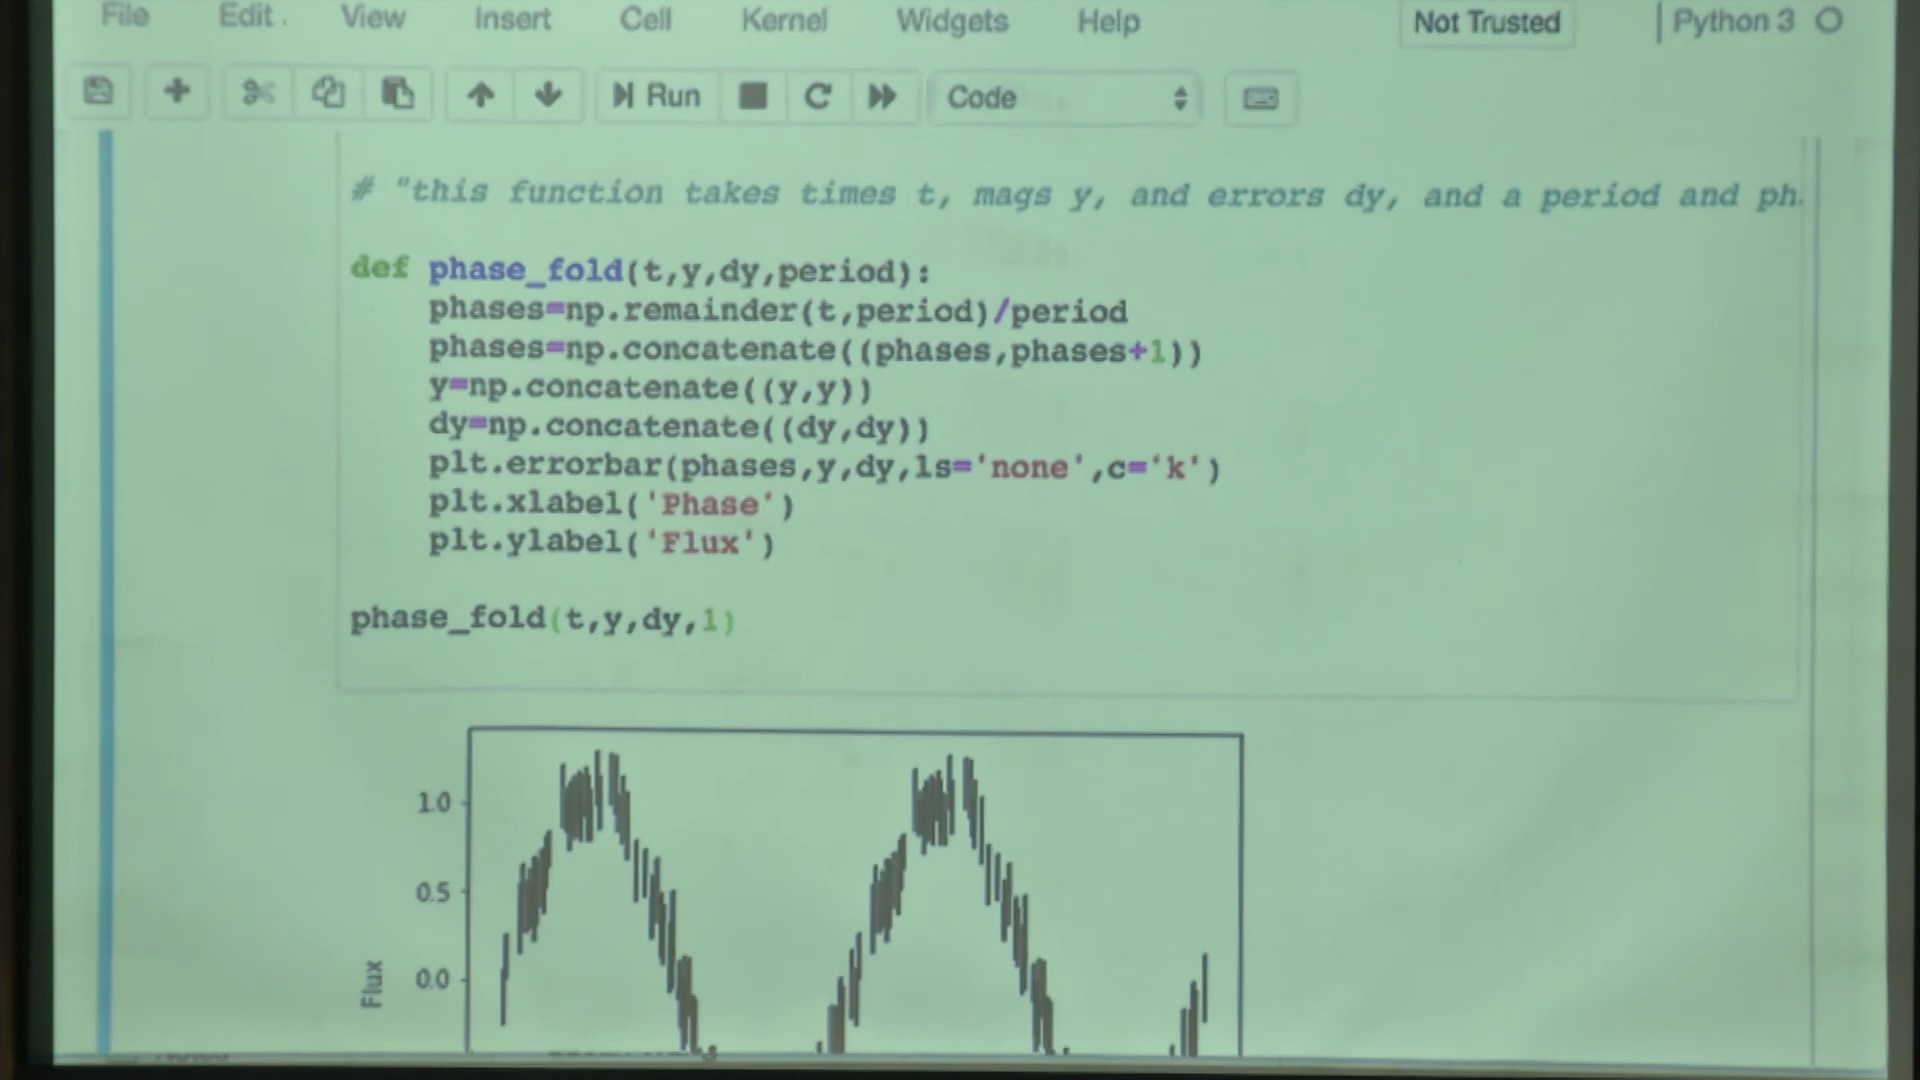 File Edit View Insert Cell Kernel Widgets Help Not Trusted Python 3
Run Code
# "this function takes times t, mags y, and errors dy, and a period and ph
def phase_fold(t,y,dy,period):
phases=np.remainder(t,period)/period
phases=np.concatenate((phases,phases+1))
y=np.concatenate((y,y))
dy=np.concatenate((dy,dy))
plt.errorbar(phases,y,dy,ls='none',c='k')
plt.xlabel('Phase')
plt.ylabel('Flux')
phase_fold(t,y,dy,1)
1.0
0.5
0.0
Flux